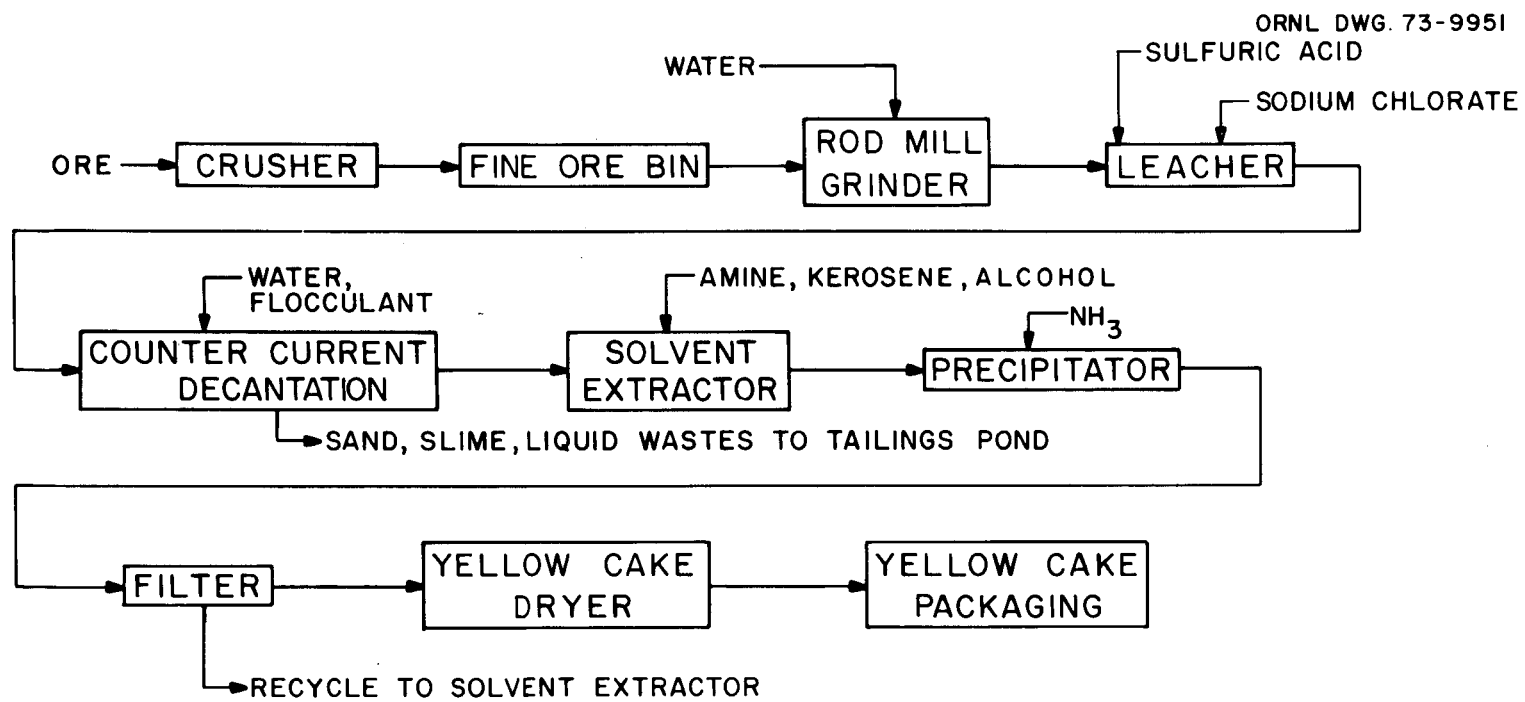 ORNL DWG. 73-9951
SULFURIC ACID
WATER
SODIUM CHLORATE
ORE
CRUSHER
FINE ORE BIN
ROD MILL
GRINDER
LEACHER
WATER,
FLOCCULANT
AMINE, KEROSENE, ALCOHOL
NH3
COUNTER CURRENT
DECANTATION
SOLVENT
EXTRACTOR
PRECIPITATOR
SAND, SLIME, LIQUID WASTES TO TAILINGS POND
FILTER
YELLOW CAKE
DRYER
YELLOW CAKE
PACKAGING
RECYCLE TO SOLVENT EXTRACTOR